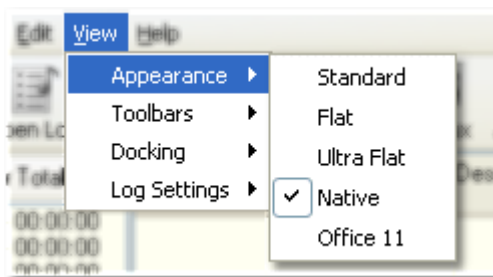 Edit View Help
Appearance
Toolbars
Docking
Log Settings
Standard
Flat
Ultra Flat
Native
Office 11
00:00:00
00:00:00